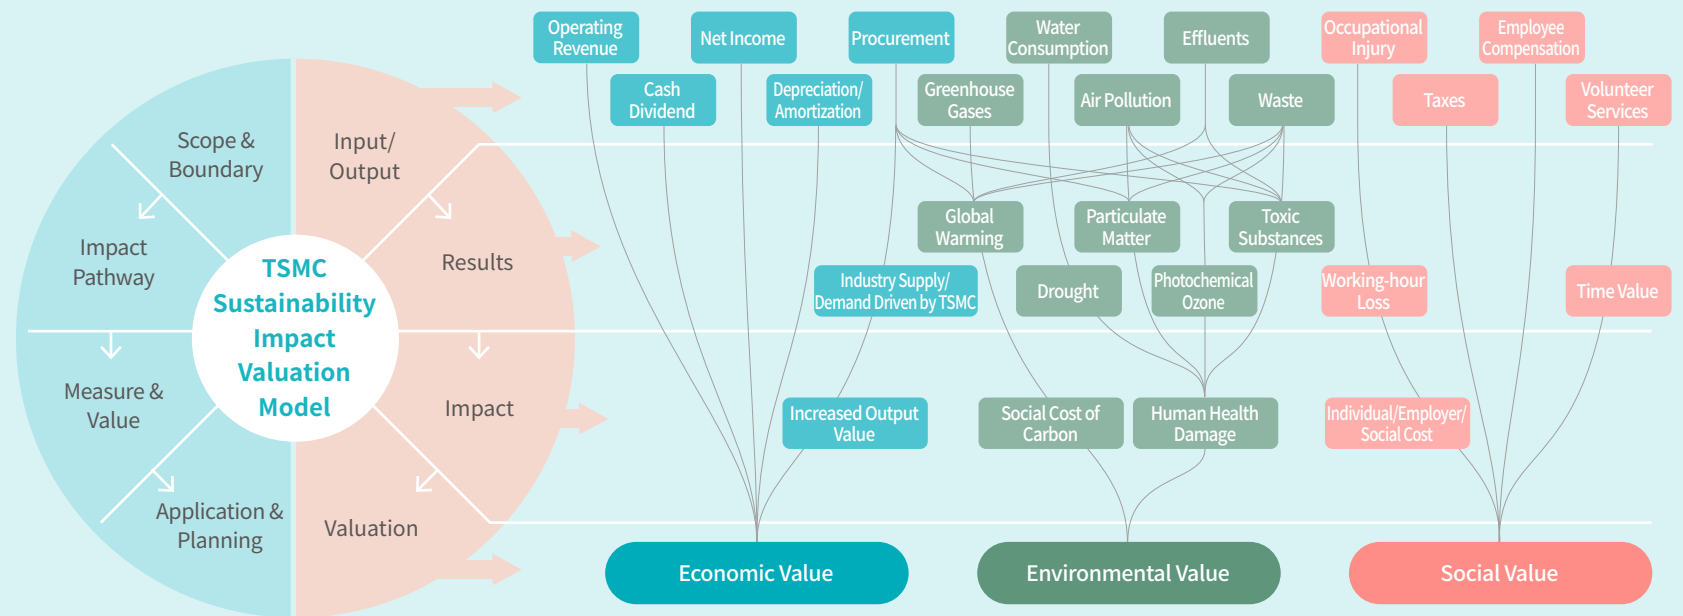 Scope &
Boundary
Impact
Pathway
Measure &
Value
Application &
Planning
TSMC
Sustainability
Impact
Valuation
Model
Input/
Output
Results
Impact
Valuation
Operating
Revenue
Net Income
Procurement
Water
Consumption
Effluents
Occupational
Injury
Employee
Compensation
Cash
Dividend
Depreciation/
Amortization
Greenhouse
Gases
Air Pollution
Waste
Taxes
Volunteer
Services
Global
Warming
Particulate
Matter
Toxic
Substances
Industry Supply/
Demand Driven by TSMC
Drought
Photochemical
Ozone
Working-hour
Loss
Time Value
Increased Output
Value
Social Cost of
Carbon
Human Health
Damage
Individual/Employer/
Social Cost
Economic Value
Environmental Value
Social Value